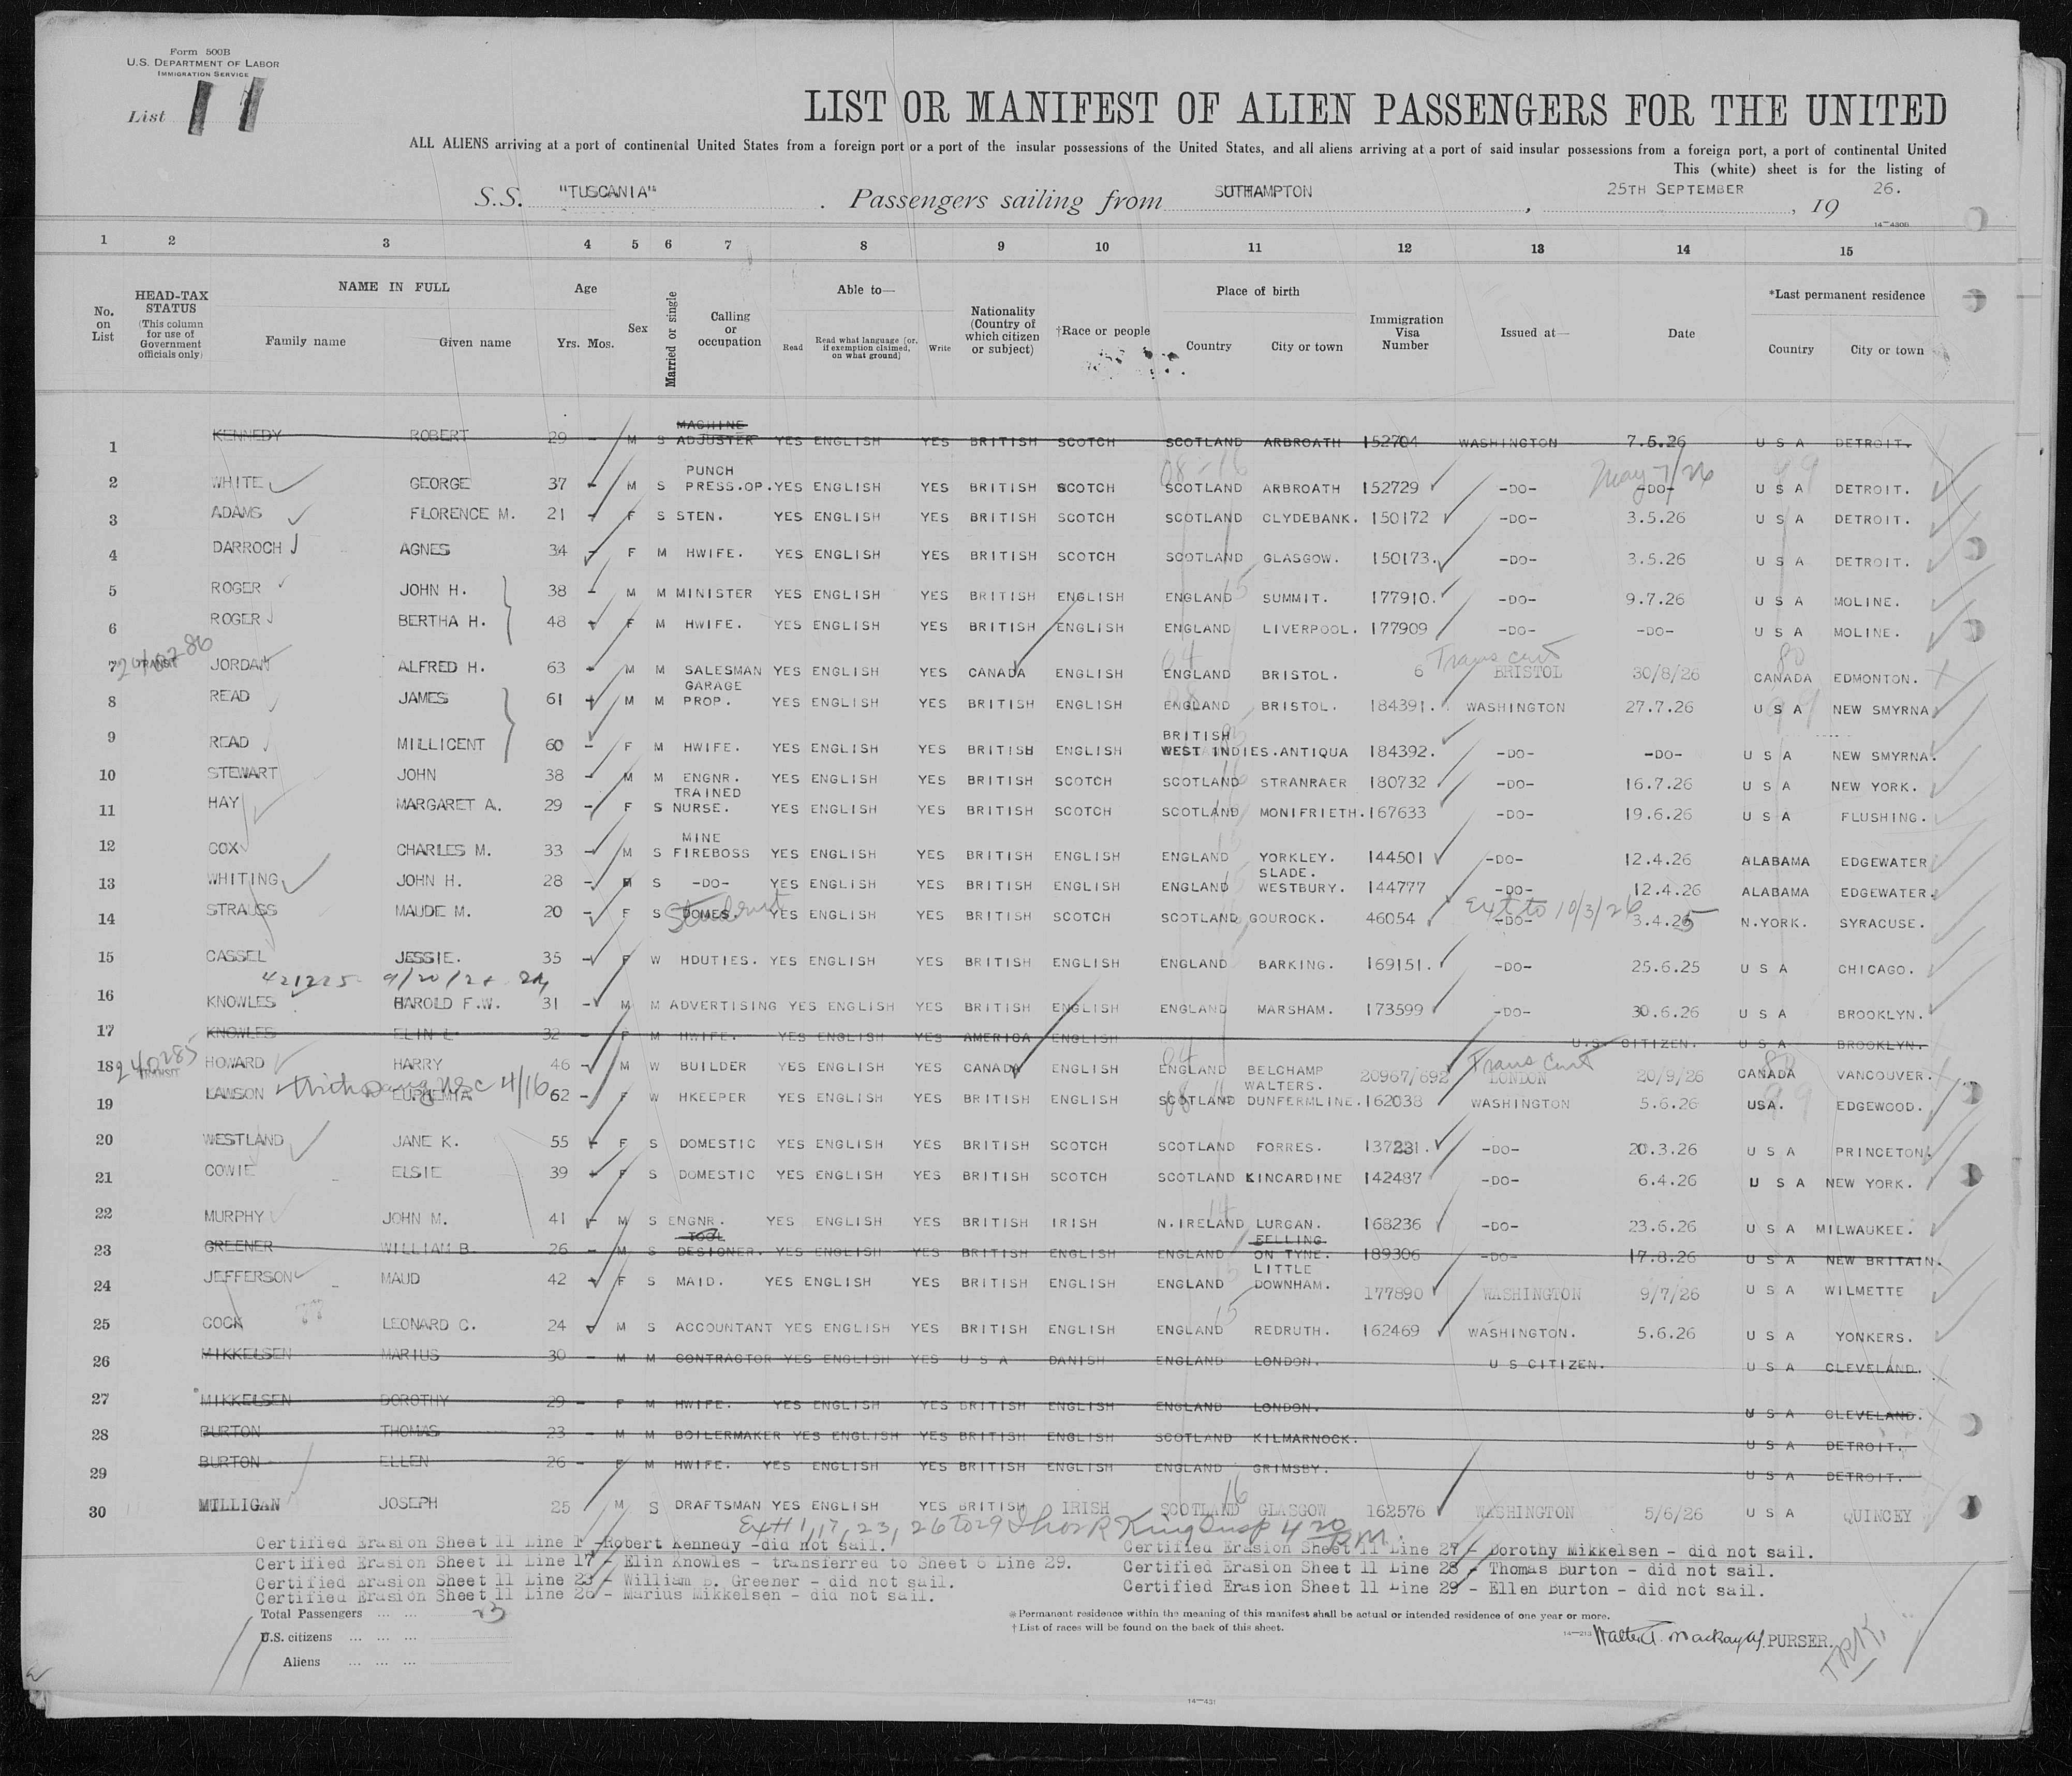 Form 500B
U.S. DEPARTMENT OF LABOR
IMMIGRATION SERVICE
List 11
LIST OR MANIFEST OF ALIEN PASSENGERS FOR THE UNITED
ALL ALIENS arriving at a port of continental United States from a foreign port or a port of the insular possessions of the United States, and all aliens arriving at a port of said insular possessions from a foreign port, a port of continental United
This (white) sheet is for the listing of
S.S. "TUSCANIA" . Passengers sailing from SUTHAMPTON , 25TH SEPTEMBER , 19 26.
14—430B
1 2 3 4 5 6 7 8 9 10 11 12 13 14 15
No. on List
HEAD-TAX STATUS (This column for use of Government officials only)
NAME IN FULL
Family name Given name
Age
Yrs. Mos.
Sex
Married or single
Calling or occupation
Able to—
Read Read what language [or, if exemption claimed, on what ground] Write
Nationality (Country of which citizen or subject)
†Race or people
Place of birth
Country City or town
Immigration Visa Number
Issued at—
Date
*Last permanent residence
Country City or town
1 KENNEDY ROBERT 29 – M S MACHINE ADJUSTER YES ENGLISH YES BRITISH SCOTCH SCOTLAND ARBROATH 152704 WASHINGTON 7.5.26 U S A DETROIT.
08-16 May 7/26 99
2 WHITE GEORGE 37 – M S PUNCH PRESS.OP. YES ENGLISH YES BRITISH SCOTCH SCOTLAND ARBROATH 152729 –DO– –DO– U S A DETROIT.
3 ADAMS FLORENCE M. 21 – F S STEN. YES ENGLISH YES BRITISH SCOTCH SCOTLAND CLYDEBANK. 150172 –DO– 3.5.26 U S A DETROIT.
4 DARROCH AGNES 34 – F M HWIFE. YES ENGLISH YES BRITISH SCOTCH SCOTLAND GLASGOW. 150173. –DO– 3.5.26 U S A DETROIT.
5 ROGER JOHN H. 38 – M M MINISTER YES ENGLISH YES BRITISH ENGLISH ENGLAND 15 SUMMIT. 177910. –DO– 9.7.26 U S A MOLINE.
6 ROGER BERTHA H. 48 – F M HWIFE. YES ENGLISH YES BRITISH ENGLISH ENGLAND LIVERPOOL. 177909 –DO– –DO– U S A MOLINE.
240286 04 Trans cert 80
7 TRANSIT JORDAN ALFRED H. 63 – M M SALESMAN YES ENGLISH YES CANADA ENGLISH ENGLAND BRISTOL. 6 BRISTOL 30/8/26 CANADA EDMONTON.
8 READ JAMES 61 – M M GARAGE PROP. YES ENGLISH YES BRITISH ENGLISH ENGLAND BRISTOL. 184391. WASHINGTON 27.7.26 U S A NEW SMYRNA.
9 READ MILLICENT 60 – F M HWIFE. YES ENGLISH YES BRITISH ENGLISH BRITISH WEST INDIES. ANTIQUA 184392. –DO– –DO– U S A NEW SMYRNA.
10 STEWART JOHN 38 – M M ENGNR. YES ENGLISH YES BRITISH SCOTCH SCOTLAND STRANRAER 180732 –DO– 16.7.26 U S A NEW YORK.
11 HAY MARGARET A. 29 – F S TRAINED NURSE. YES ENGLISH YES BRITISH SCOTCH SCOTLAND MONIFRIETH. 167633 –DO– 19.6.26 U S A FLUSHING.
12 COX CHARLES M. 33 – M S MINE FIREBOSS YES ENGLISH YES BRITISH ENGLISH ENGLAND YORKLEY. SLADE. 144501 –DO– 12.4.26 ALABAMA EDGEWATER
13 WHITING JOHN H. 28 – M S –DO– YES ENGLISH YES BRITISH ENGLISH ENGLAND WESTBURY. 144777 –DO– 12.4.26 ALABAMA EDGEWATER.
Student Ext to 10/3/26
14 STRAUSS MAUDE M. 20 – F S DOMES. YES ENGLISH YES BRITISH SCOTCH SCOTLAND GOUROCK. 46054 –DO– 3.4.25 N.YORK. SYRACUSE.
15 CASSEL JESSIE. 35 – F W HDUTIES. YES ENGLISH YES BRITISH ENGLISH ENGLAND BARKING. 169151. –DO– 25.6.25 U S A CHICAGO.
16 KNOWLES HAROLD F.W. 31 – M M ADVERTISING YES ENGLISH YES BRITISH ENGLISH ENGLAND MARSHAM. 173599 –DO– 30.6.26 U S A BROOKLYN.
17 KNOWLES ELIN L 32 – F M HWIFE. YES ENGLISH YES AMERICA ENGLISH U.S. CITIZEN. U S A BROOKLYN.
240285 04 Trans Cert 80
18 TRANSIT HOWARD HARRY 46 – M W BUILDER YES ENGLISH YES CANADA ENGLISH ENGLAND BELCHAMP WALTERS. 20967/692 LONDON 20/9/26 CANADA VANCOUVER.
19 LAWSON EUPHEMIA 62 – F W HKEEPER YES ENGLISH YES BRITISH ENGLISH SCOTLAND DUNFERMLINE. 162038 WASHINGTON 5.6.26 USA. EDGEWOOD.
20 WESTLAND JANE K. 55 – F S DOMESTIC YES ENGLISH YES BRITISH SCOTCH SCOTLAND FORRES. 137231. –DO– 20.3.26 U S A PRINCETON.
21 COWIE ELSIE 39 – F S DOMESTIC YES ENGLISH YES BRITISH SCOTCH SCOTLAND KINCARDINE 142487 –DO– 6.4.26 U S A NEW YORK.
22 MURPHY JOHN M. 41 – M S ENGNR. YES ENGLISH YES BRITISH IRISH N.IRELAND LURGAN. 168236 –DO– 23.6.26 U S A MILWAUKEE.
23 GREENER WILLIAM B. 26 – M S TOOL DESIGNER. YES ENGLISH YES BRITISH ENGLISH ENGLAND FELLING ON TYNE. 189306 –DO– 17.8.26 U S A NEW BRITAIN.
24 JEFFERSON MAUD 42 – F S MAID. YES ENGLISH YES BRITISH ENGLISH ENGLAND LITTLE DOWNHAM. 177890 WASHINGTON 9/7/26 U S A WILMETTE
25 COCK LEONARD C. 24 – M S ACCOUNTANT YES ENGLISH YES BRITISH ENGLISH ENGLAND 15 REDRUTH. 162469 WASHINGTON. 5.6.26 U S A YONKERS.
26 MIKKELSEN MARIUS 30 – M M CONTRACTOR YES ENGLISH YES U S A DANISH ENGLAND LONDON. U S CITIZEN. U S A CLEVELAND.
27 MIKKELSEN DOROTHY 29 – F M HWIFE. YES ENGLISH YES BRITISH ENGLISH ENGLAND LONDON. U S A CLEVELAND.
28 BURTON THOMAS 23 – M M BOILERMAKER YES ENGLISH YES BRITISH ENGLISH SCOTLAND KILMARNOCK. U S A DETROIT.
29 BURTON ELLEN 26 – F M HWIFE. YES ENGLISH YES BRITISH ENGLISH ENGLAND GRIMSBY. U S A DETROIT.
30 MILLIGAN JOSEPH 25 M S DRAFTSMAN YES ENGLISH YES BRITISH IRISH SCOTLAND 16 GLASGOW 162576 WASHINGTON 5/6/26 U S A QUINCEY
Certified Erasion Sheet 11 Line 1 -Robert Kennedy -did not sail.
Certified Erasion Sheet 11 Line 17 - Elin Knowles - transferred to Sheet 6 Line 29.
Certified Erasion Sheet 11 Line 23 - William B. Greener - did not sail.
Certified Erasion Sheet 11 Line 26 - Marius Mikkelsen - did not sail.
Certified Erasion Sheet 11 Line 27 - Dorothy Mikkelsen - did not sail.
Certified Erasion Sheet 11 Line 28 - Thomas Burton - did not sail.
Certified Erasion Sheet 11 Line 29 - Ellen Burton - did not sail.
Total Passengers ... ... 23
U.S. citizens ... ... ...
Aliens ... ... ...
* Permanent residence within the meaning of this manifest shall be actual or intended residence of one year or more.
† List of races will be found on the back of this sheet.
14—213
PURSER.
TRK.
14—431